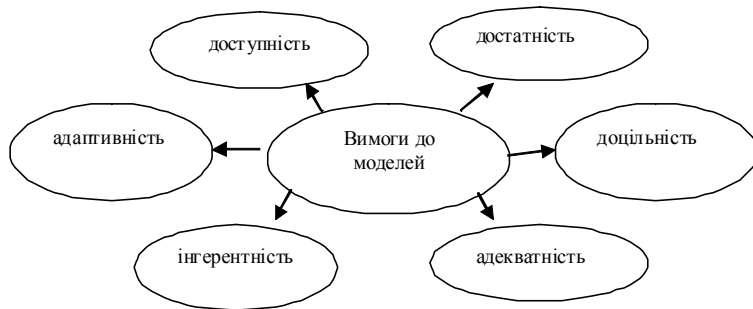 доступність
достатність
адаптивність
Вимоги до
моделей
доцільність
інгерентність
адекватність